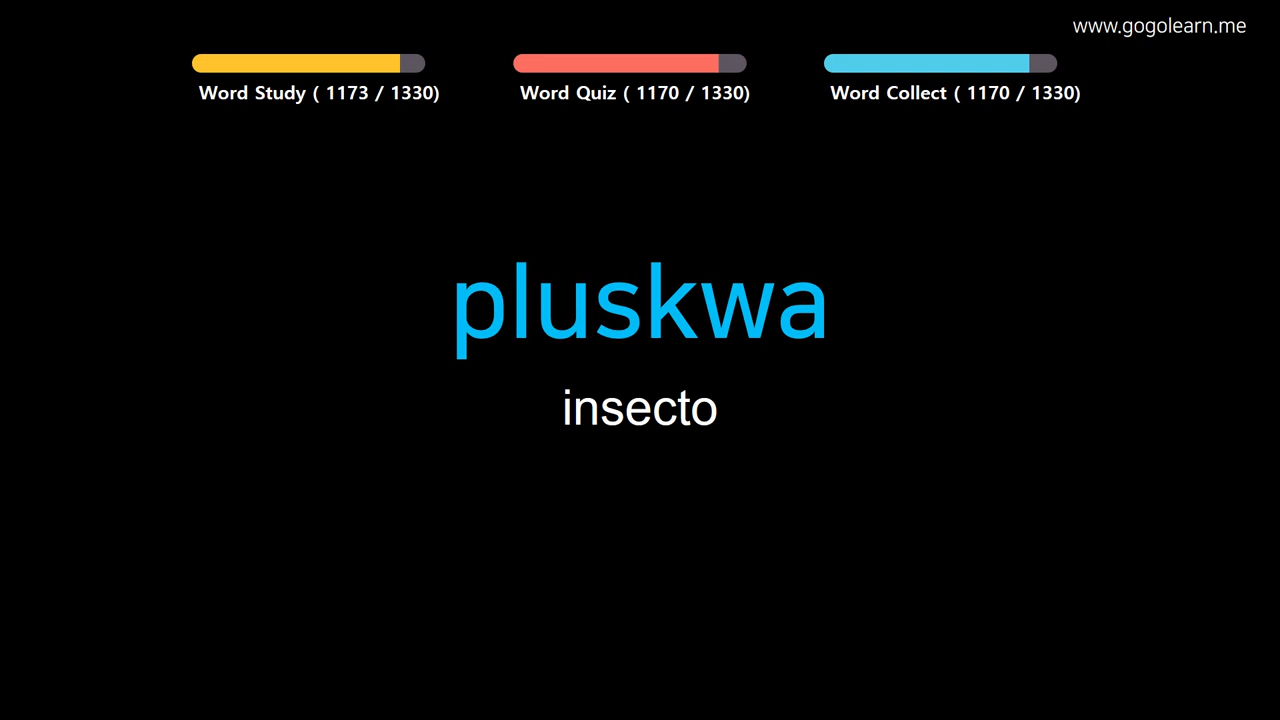 www.gogolearn.me
Word Study ( 1173 / 1330)
Word Quiz ( 1170 / 1330)
Word Collect ( 1170 / 1330)
pluskwa
insecto